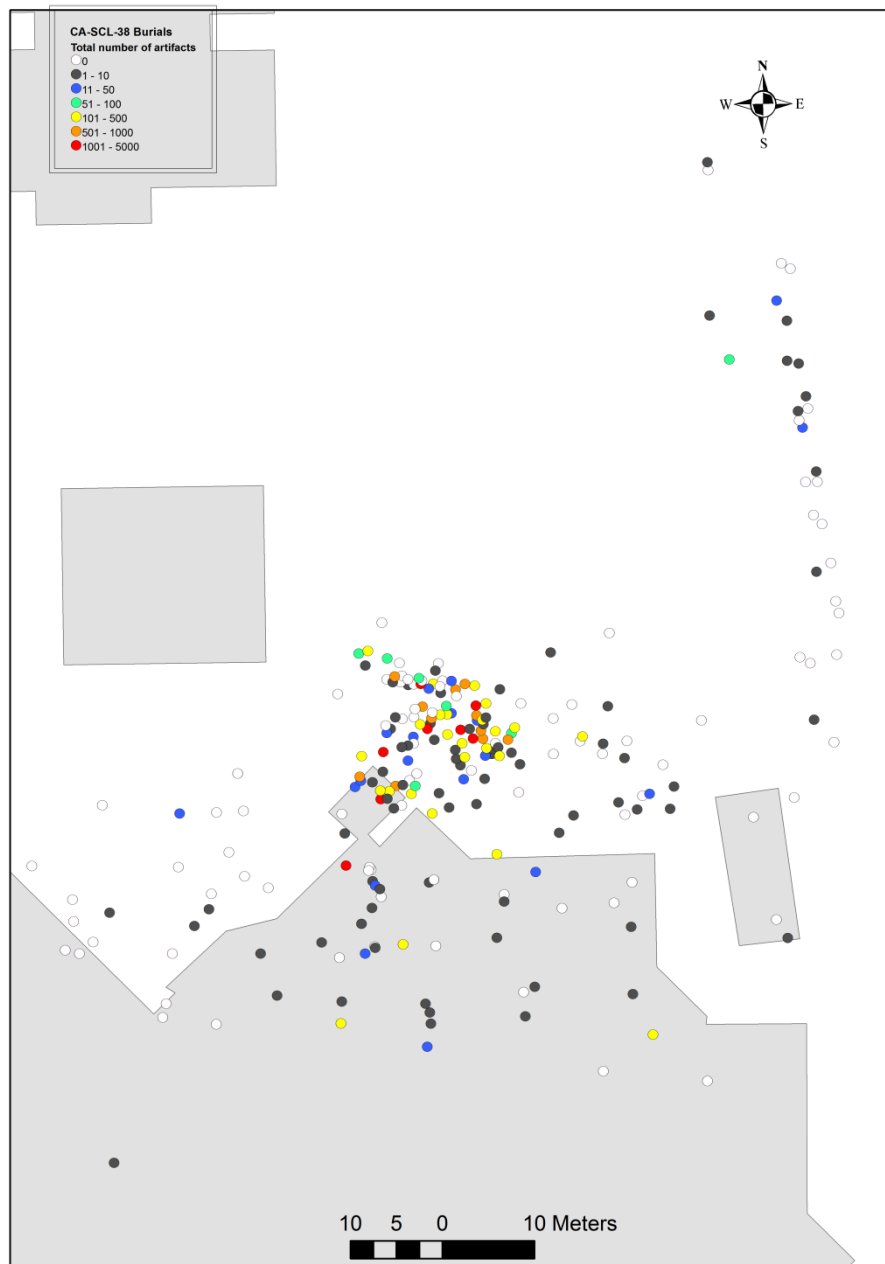 CA-SCL-38 Burials
Total number of artifacts
0
1 - 10
11 - 50
51 - 100
101 - 500
501 - 1000
1001 - 5000
N
W E
S
10 5 0 10 Meters